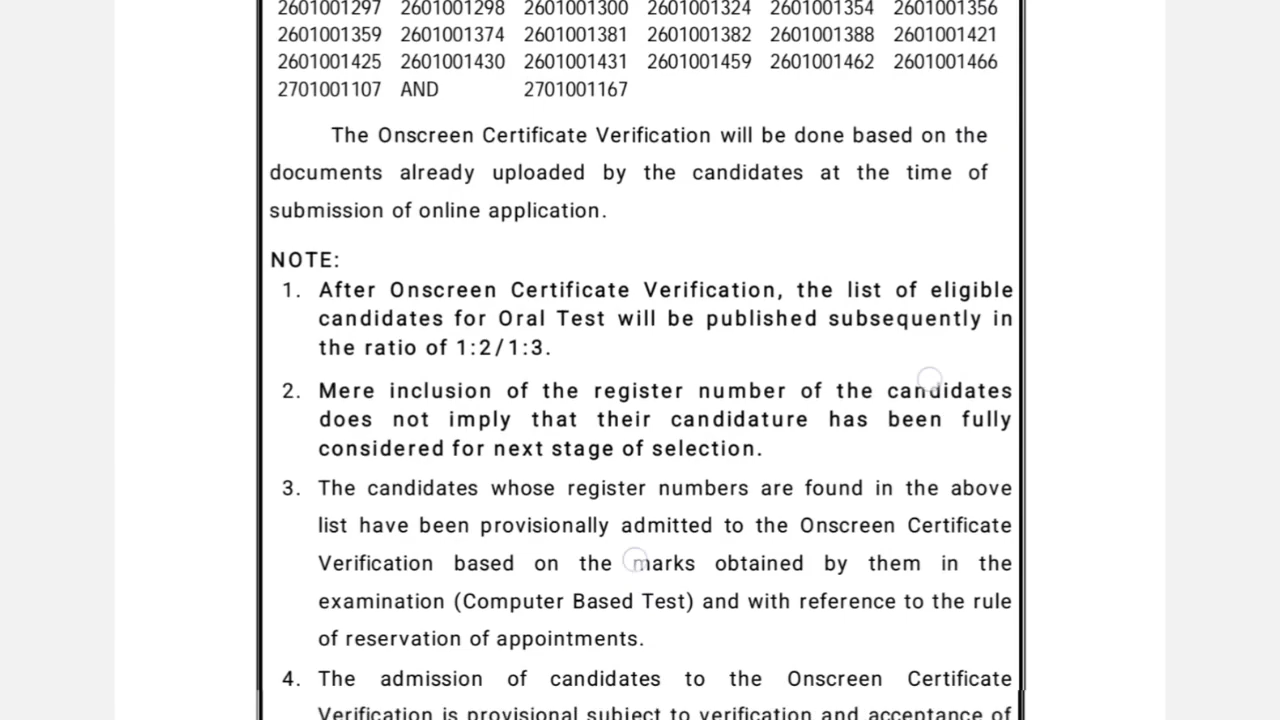 2601001297 2601001298 2601001300 2601001324 2601001354 2601001356
2601001359 2601001374 2601001381 2601001382 2601001388 2601001421
2601001425 2601001430 2601001431 2601001459 2601001462 2601001466
2701001107 AND 2701001167
The Onscreen Certificate Verification will be done based on the
documents already uploaded by the candidates at the time of
submission of online application.
NOTE:
1. After Onscreen Certificate Verification, the list of eligible
candidates for Oral Test will be published subsequently in
the ratio of 1:2/1:3.
2. Mere inclusion of the register number of the candidates
does not imply that their candidature has been fully
considered for next stage of selection.
3. The candidates whose register numbers are found in the above
list have been provisionally admitted to the Onscreen Certificate
Verification based on the marks obtained by them in the
examination (Computer Based Test) and with reference to the rule
of reservation of appointments.
4. The admission of candidates to the Onscreen Certificate
Verification is provisional subject to verification and acceptance of